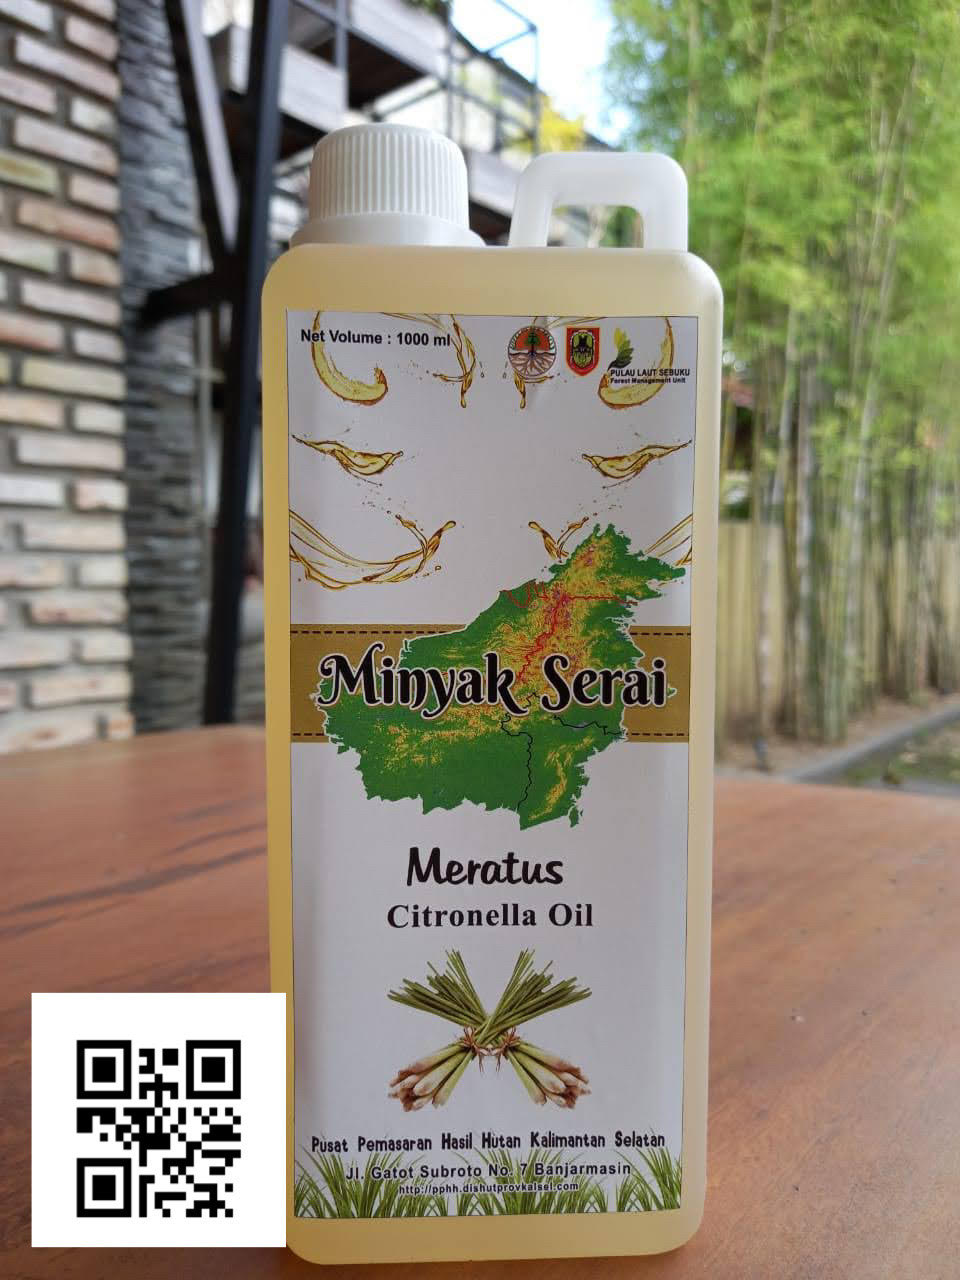 Net Volume : 1000 ml
PULAU LAUT SEBUKU
Forest Management Unit
Minyak Serai
Meratus
Citronella Oil
Pusat Pemasaran Hasil Hutan Kalimantan Selatan
Jl. Gatot Subroto No. 7 Banjarmasin
http://pphh.dishutprovkalsel.com